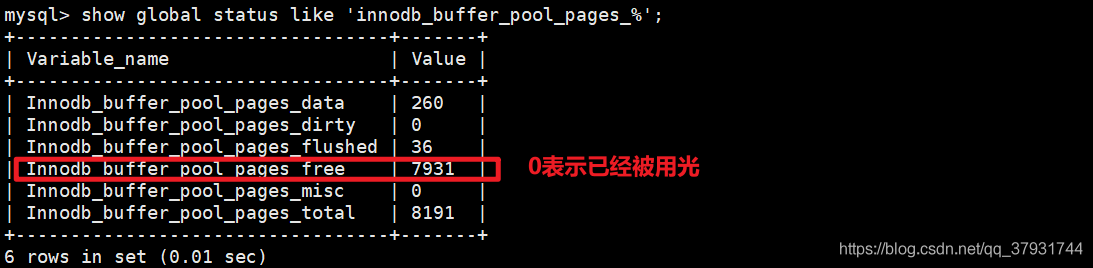 mysql> show global status like 'innodb_buffer_pool_pages_%';
+----------------------------------+-------+
| Variable_name                    | Value |
+----------------------------------+-------+
| Innodb_buffer_pool_pages_data    | 260   |
| Innodb_buffer_pool_pages_dirty   | 0     |
| Innodb_buffer_pool_pages_flushed | 36    |
| Innodb_buffer_pool_pages_free    | 7931  | 0表示已经被用光
| Innodb_buffer_pool_pages_misc    | 0     |
| Innodb_buffer_pool_pages_total   | 8191  |
+----------------------------------+-------+
6 rows in set (0.01 sec)
https://blog.csdn.net/qq_37931744